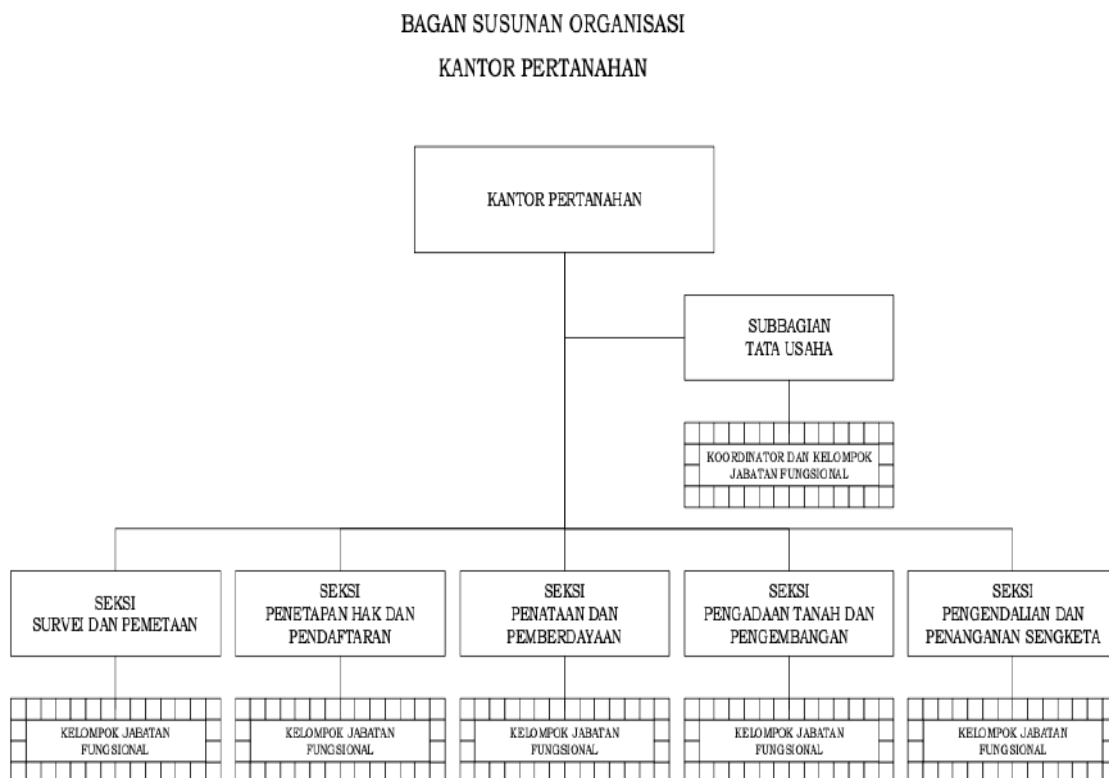 BAGAN SUSUNAN ORGANISASI
KANTOR PERTANAHAN
KANTOR PERTANAHAN
SUBBAGIAN
TATA USAHA
KOORDINATOR DAN KELOMPOK
JABATAN FUNGSIONAL
SEKSI
SURVEI DAN PEMETAAN
SEKSI
PENETAPAN HAK DAN
PENDAFTARAN
SEKSI
PENATAAN DAN
PEMBERDAYAAN
SEKSI
PENGADAAN TANAH DAN
PENGEMBANGAN
SEKSI
PENGENDALIAN DAN
PENANGANAN SENGKETA
KELOMPOK JABATAN
FUNGSIONAL
KELOMPOK JABATAN
FUNGSIONAL
KELOMPOK JABATAN
FUNGSIONAL
KELOMPOK JABATAN
FUNGSIONAL
KELOMPOK JABATAN
FUNGSIONAL